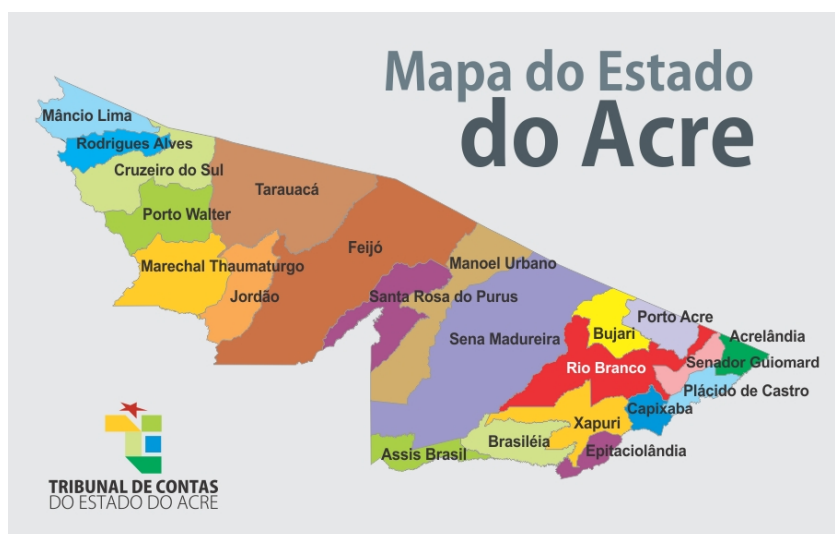 Mapa do Estado
do Acre
Mâncio Lima
Rodrigues Alves
Cruzeiro do Sul
Tarauacá
Porto Walter
Feijó
Marechal Thaumaturgo
Manoel Urbano
Jordão
Santa Rosa do Purus
Porto Acre
Sena Madureira
Bujari
Acrelândia
Rio Branco
Senador Guiomard
Plácido de Castro
Capixaba
Xapuri
Brasiléia
Epitaciolândia
Assis Brasil
TRIBUNAL DE CONTAS
DO ESTADO DO ACRE